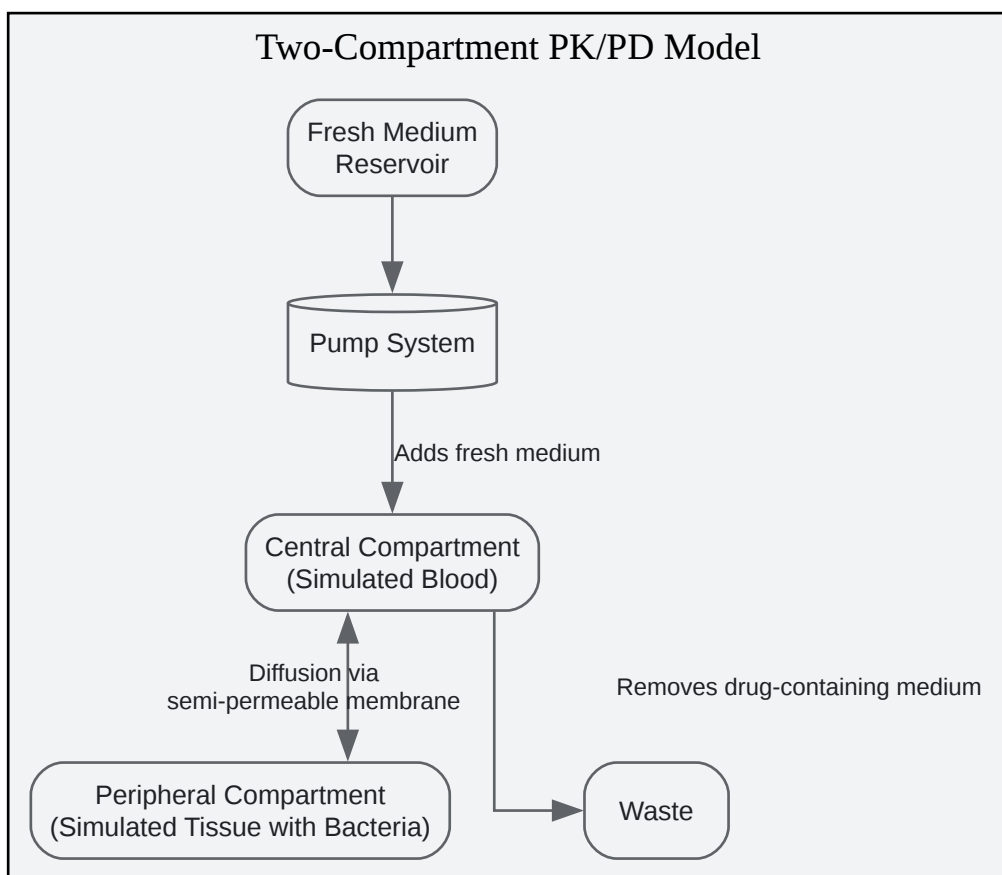 Two-Compartment PK/PD Model
Fresh Medium
Reservoir
Pump System
Adds fresh medium
Central Compartment
(Simulated Blood)
Diffusion via
semi-permeable membrane
Removes drug-containing medium
Peripheral Compartment
(Simulated Tissue with Bacteria)
Waste